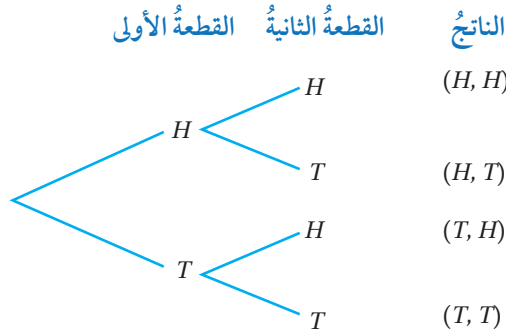 القطعةُ الأولى القطعةُ الثانيةُ الناتجُ
H (H, H)
H
T (H, T)
H (T, H)
T
T (T, T)